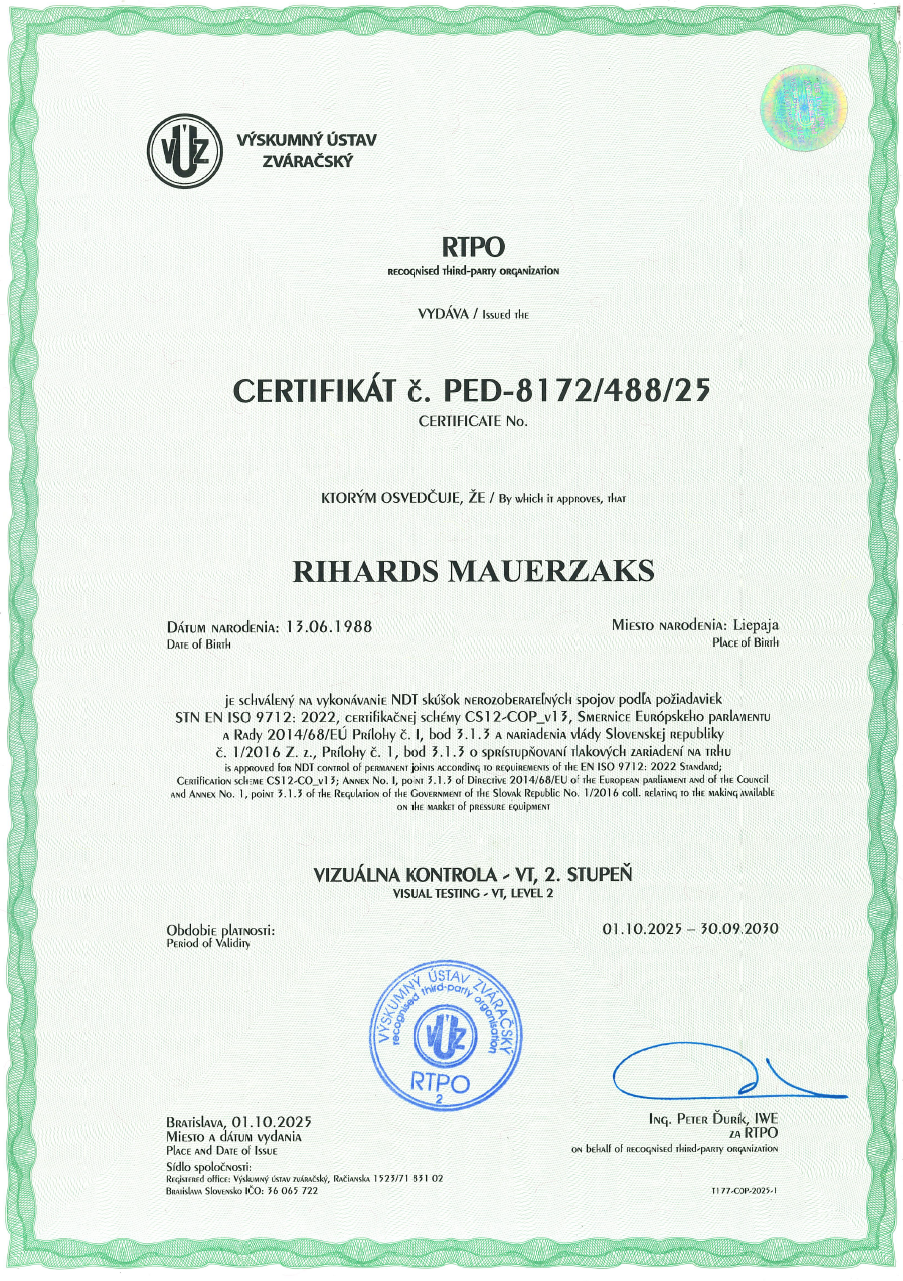 VÚZ
VÝSKUMNÝ ÚSTAV
ZVÁRAČSKÝ
RTPO
RECOGNISED THIRD-PARTY ORGANIZATION
VYDÁVA / ISSUED THE
CERTIFIKÁT č. PED-8172/488/25
CERTIFICATE No.
KTORÝM OSVEDČUJE, ŽE / By which it approves, that
RIHARDS MAUERZAKS
Dátum narodenia: 13.06.1988
Date of Birth
Miesto narodenia: Liepaja
Place of Birth
je schválený na vykonávanie NDT skúšok nerozoberateľných spojov podľa požiadaviek
STN EN ISO 9712: 2022, certifikačnej schémy CS12-COP_v13, Smernice Európskeho parlamentu
a Rady 2014/68/EÚ Prílohy č. I, bod 3.1.3 a nariadenia vlády Slovenskej republiky
č. 1/2016 Z. z., Prílohy č. 1, bod 3.1.3 o sprístupňovaní tlakových zariadení na trhu
is approved for NDT control of permanent joints according to requirements of the EN ISO 9712: 2022 Standard;
Certification scheme CS12-CO_v13; Annex No. I, point 3.1.3 of Directive 2014/68/EU of the European parliament and of the Council
and Annex No. 1, point 3.1.3 of the Regulation of the Government of the Slovak Republic No. 1/2016 coll. relating to the making available
on the market of pressure equipment
VIZUÁLNA KONTROLA - VT, 2. STUPEŇ
VISUAL TESTING - VT, LEVEL 2
Obdobie platnosti:
Period of Validity
01.10.2025 – 30.09.2030
VÝSKUMNÝ ÚSTAV ZVÁRAČSKÝ
recognised third-party organisation
VÚZ
RTPO
2
Bratislava, 01.10.2025
Miesto a dátum vydania
Place and Date of Issue
Ing. Peter Ďurík, IWE
za RTPO
on behalf of recognised third-party organization
Sídlo spoločnosti:
Registered office: Výskumný ústav zváračský, Račianska 1523/71 831 02
Bratislava Slovensko IČO: 36 065 722
T177-COP-2025-1